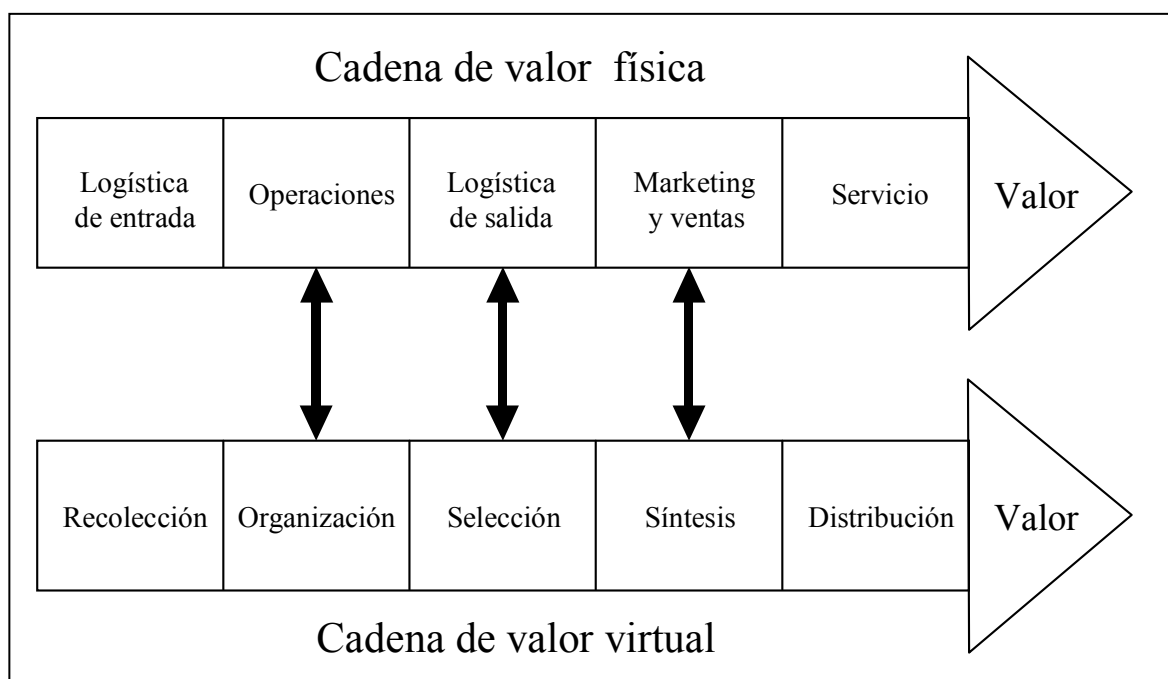 Cadena de valor física
Logística
de entrada
Operaciones
Logística
de salida
Marketing
y ventas
Servicio
Valor
Recolección
Organización
Selección
Síntesis
Distribución
Valor
Cadena de valor virtual